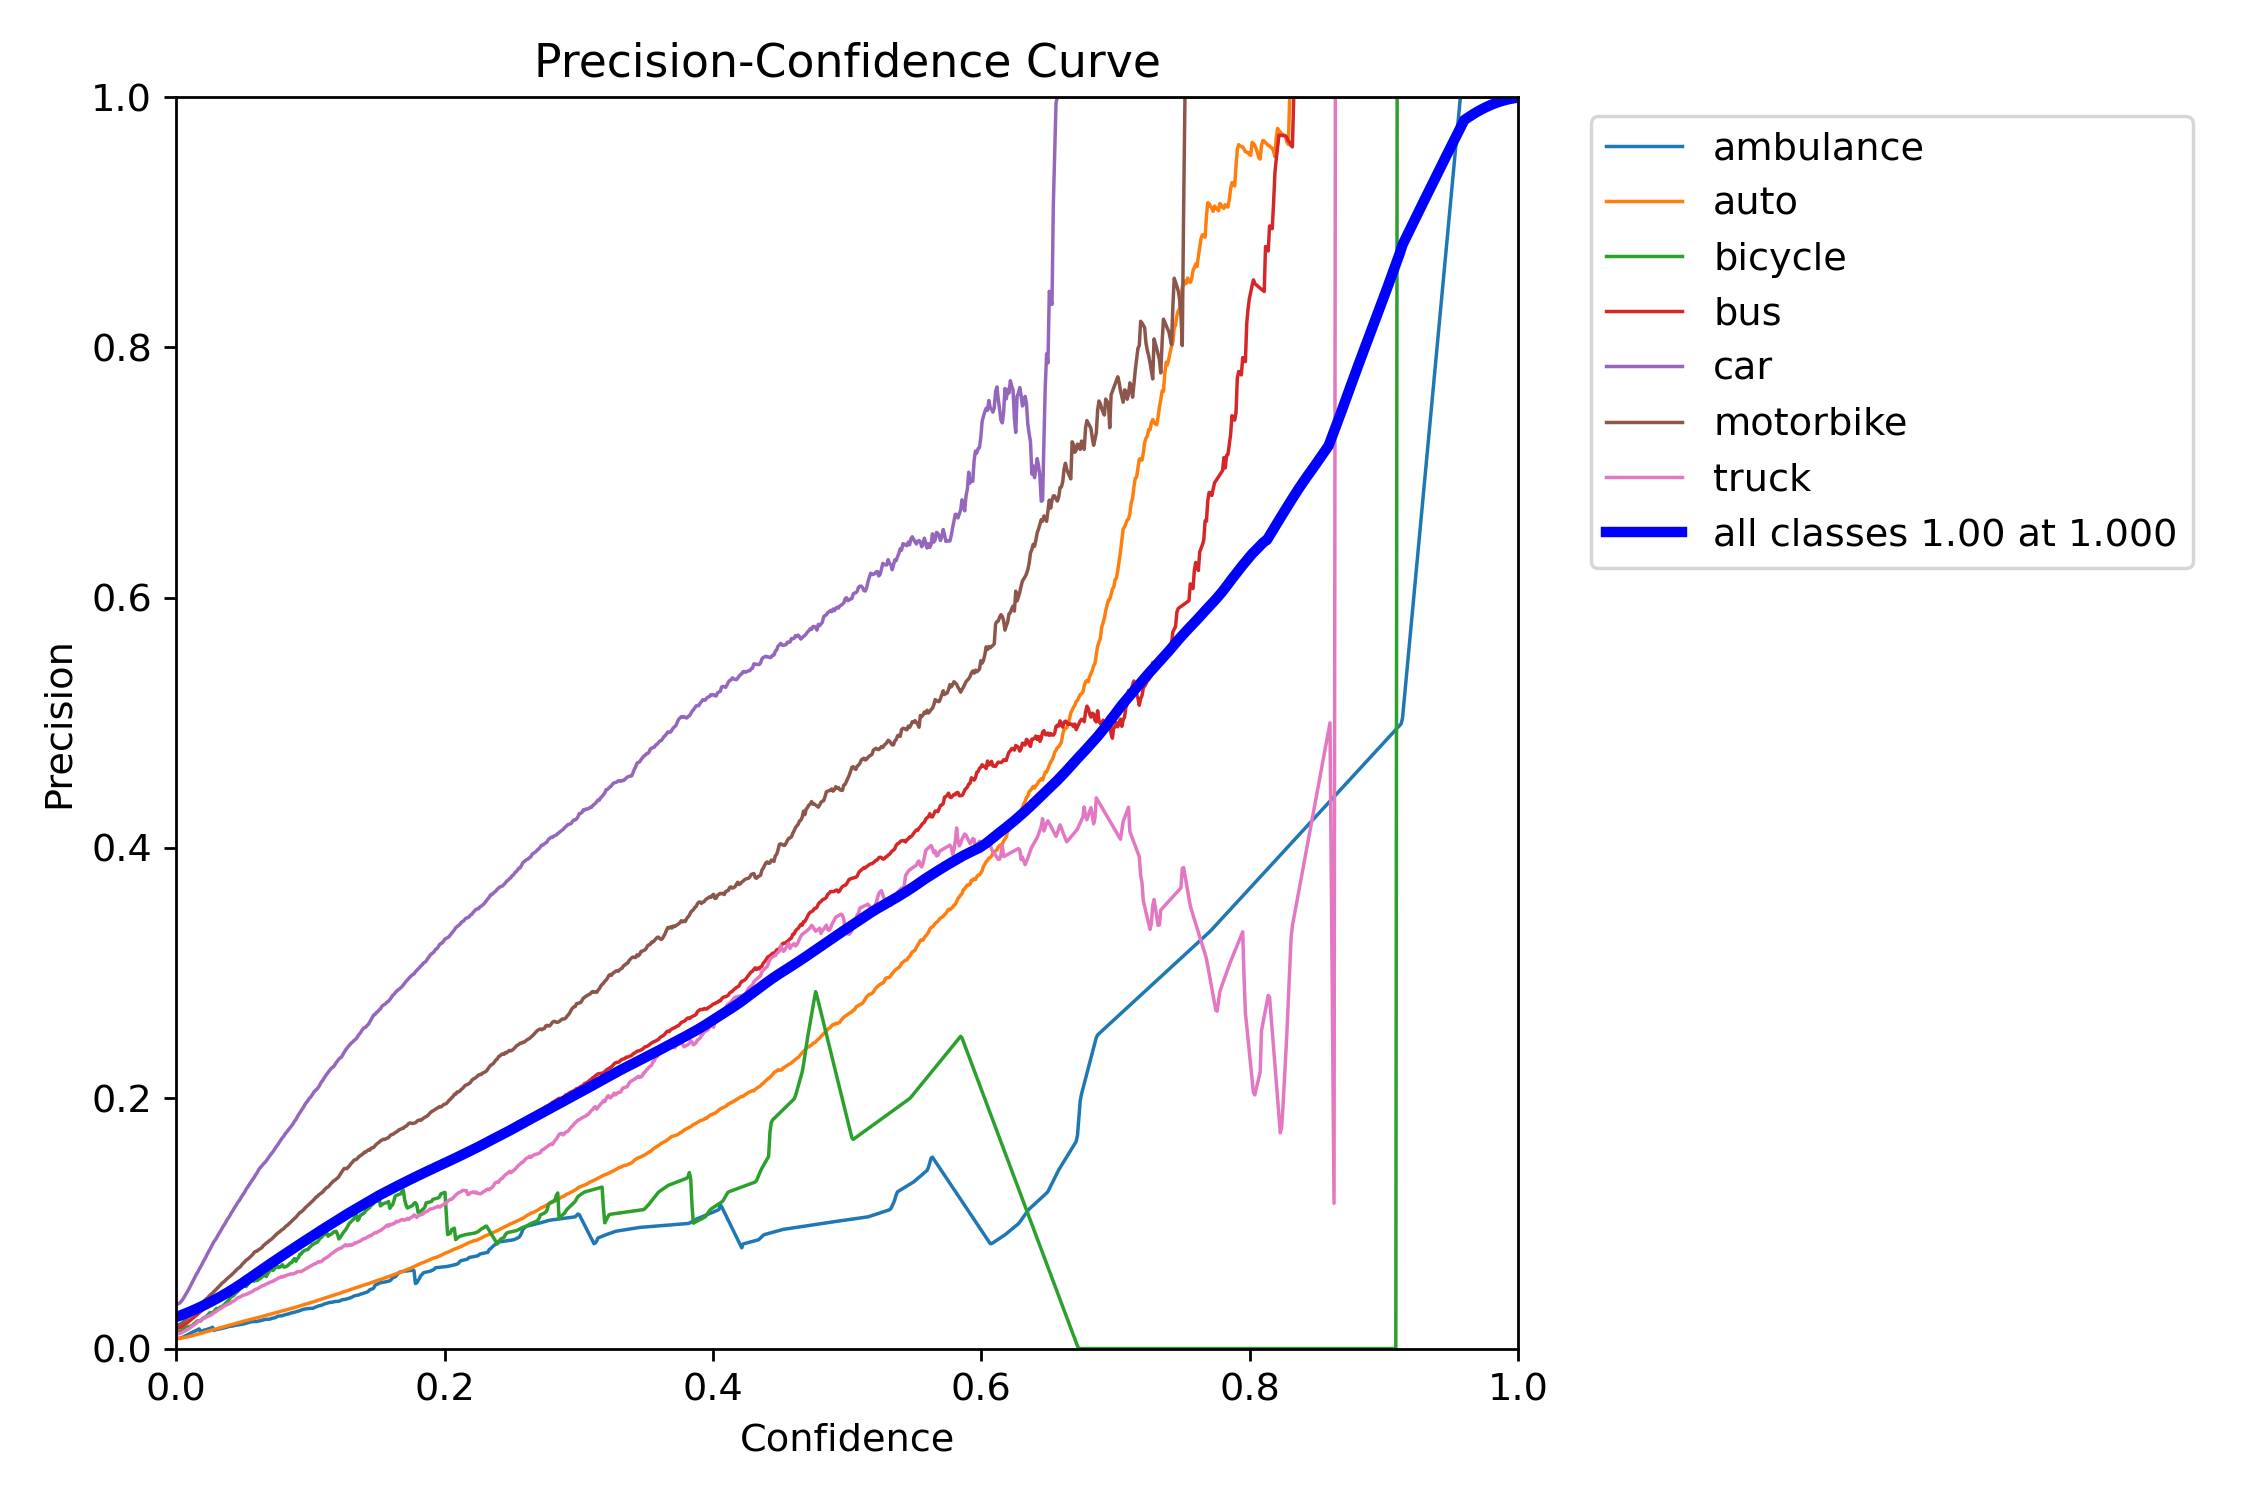 Precision-Confidence Curve
1.0
0.8
0.6
0.4
0.2
0.0
Precision
0.0 0.2 0.4 0.6 0.8 1.0
Confidence
ambulance
auto
bicycle
bus
car
motorbike
truck
all classes 1.00 at 1.000